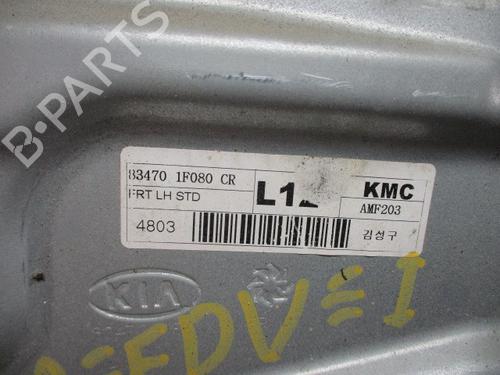 B-PARTS
83470 1F080 CR
FRT LH STD
KMC
AMF203
4803
김성구
KIA